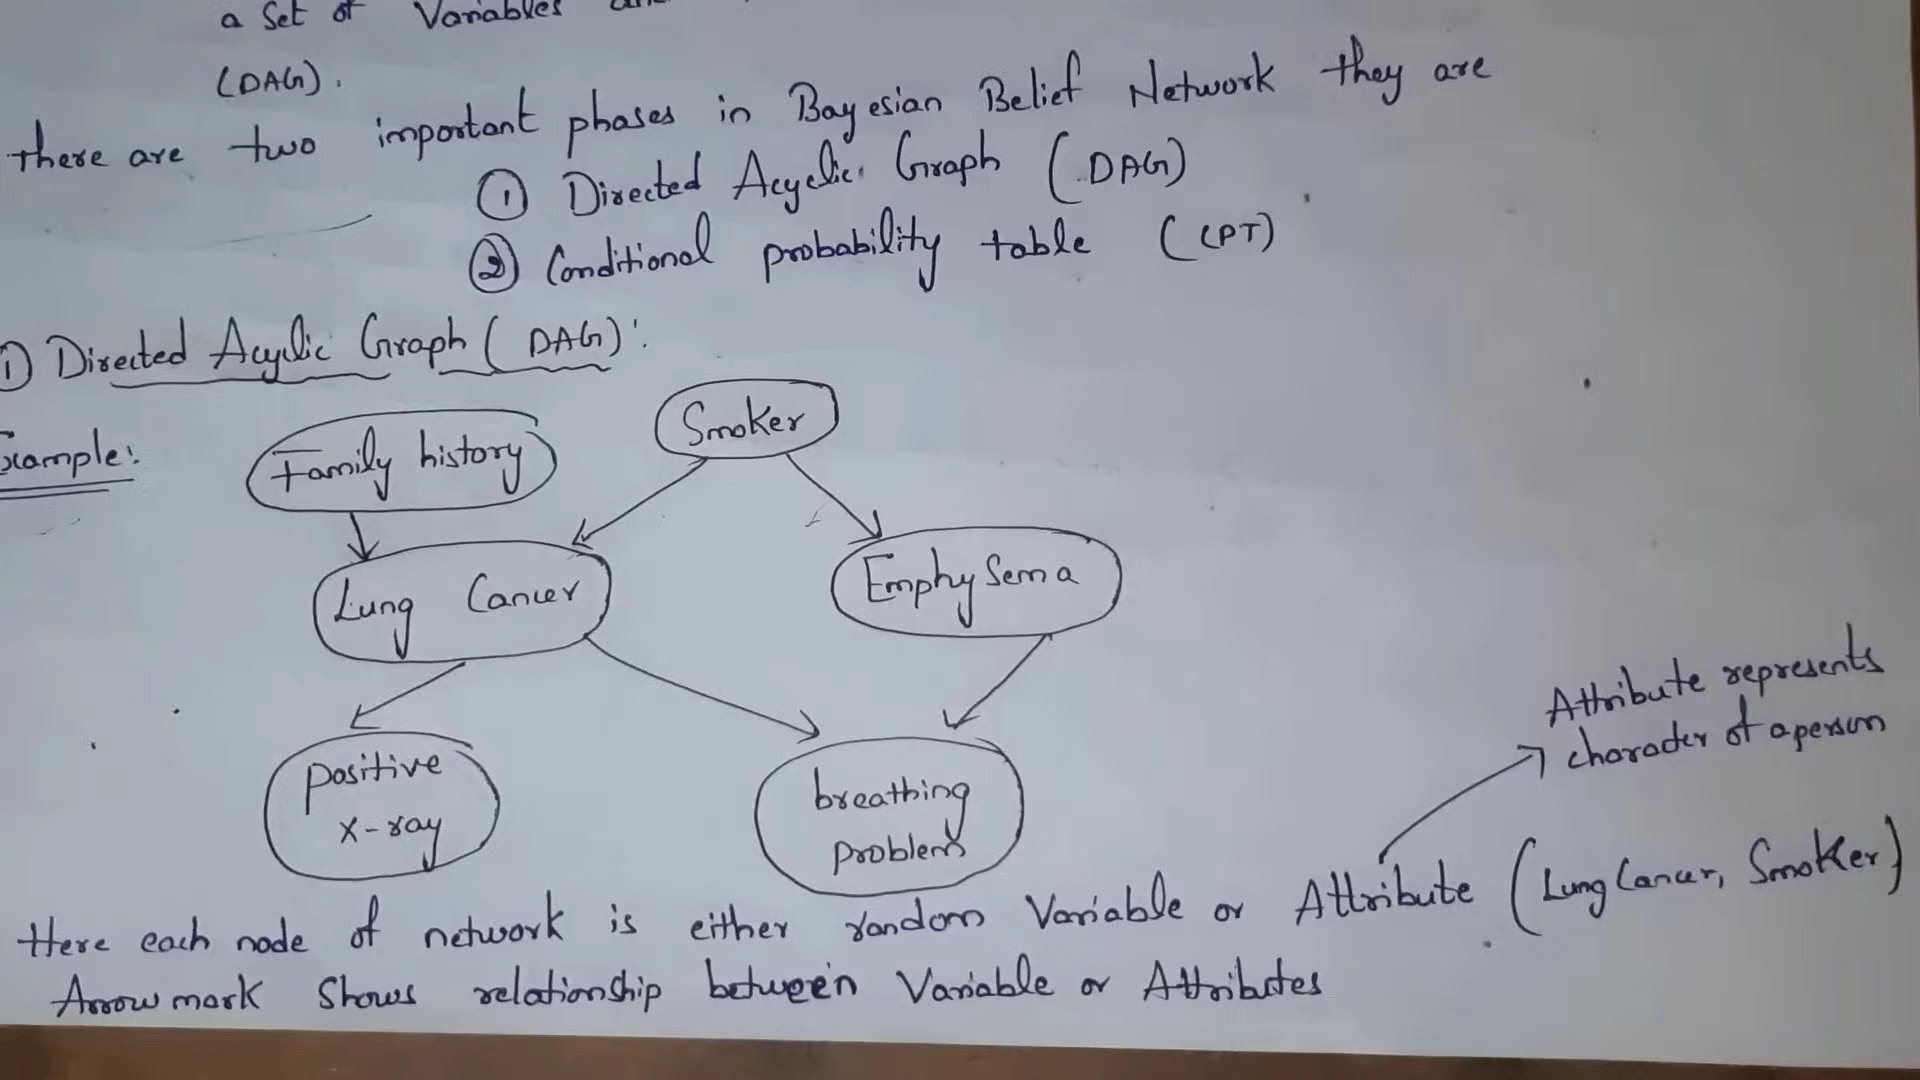 a set of Variables
(DAG).
there are two important phases in Bayesian Belief Network they are
① Directed Acyclic Graph (DAG)
② Conditional probability table (CPT)
① Directed Acyclic Graph (DAG):
Example:
Family history
Smoker
Lung Cancer
Emphysema
positive
x-ray
breathing
problem
Attribute represents
character of a person
Here each node of network is either random Variable or Attribute (Lung Cancer, Smoker)
Arrow mark shows relationship between Variable or Attributes